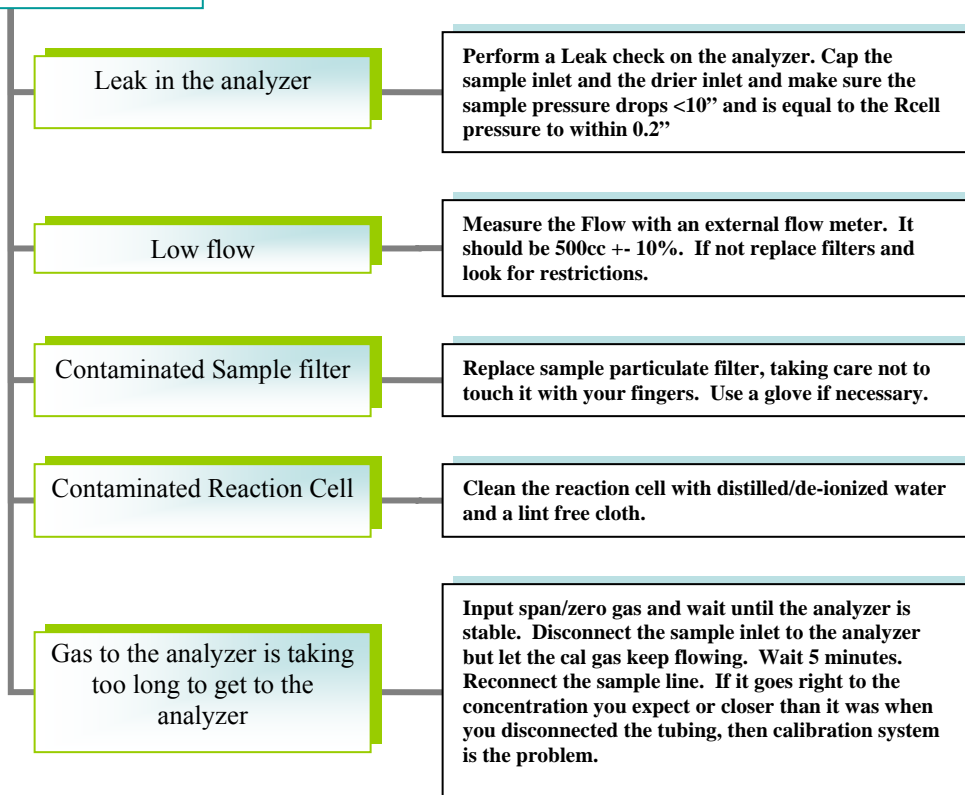 Leak in the analyzer
Perform a Leak check on the analyzer. Cap the
sample inlet and the drier inlet and make sure the
sample pressure drops <10” and is equal to the Rcell
pressure to within 0.2”
Low flow
Measure the Flow with an external flow meter. It
should be 500cc +- 10%. If not replace filters and
look for restrictions.
Contaminated Sample filter
Replace sample particulate filter, taking care not to
touch it with your fingers. Use a glove if necessary.
Contaminated Reaction Cell
Clean the reaction cell with distilled/de-ionized water
and a lint free cloth.
Gas to the analyzer is taking
too long to get to the
analyzer
Input span/zero gas and wait until the analyzer is
stable. Disconnect the sample inlet to the analyzer
but let the cal gas keep flowing. Wait 5 minutes.
Reconnect the sample line. If it goes right to the
concentration you expect or closer than it was when
you disconnected the tubing, then calibration system
is the problem.